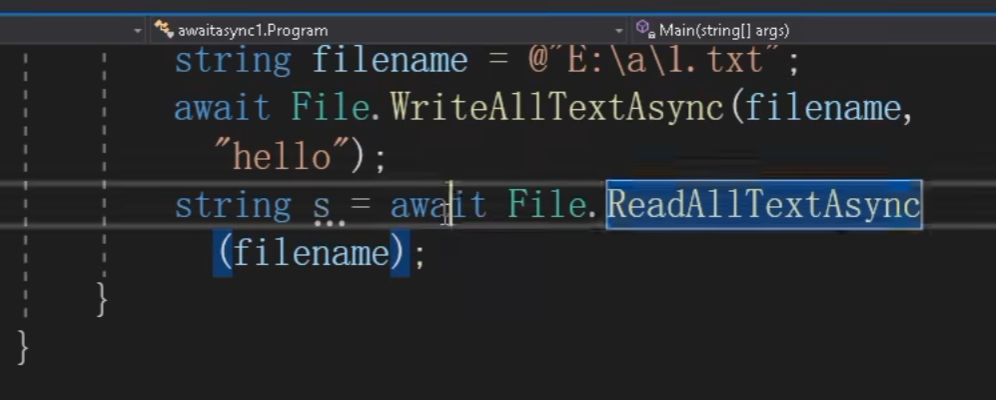 awaitasync1.Program Main(string[] args)
string filename = @"E:\a\1.txt";
await File.WriteAllTextAsync(filename,
"hello");
string s = await File.ReadAllTextAsync
(filename);
}
}